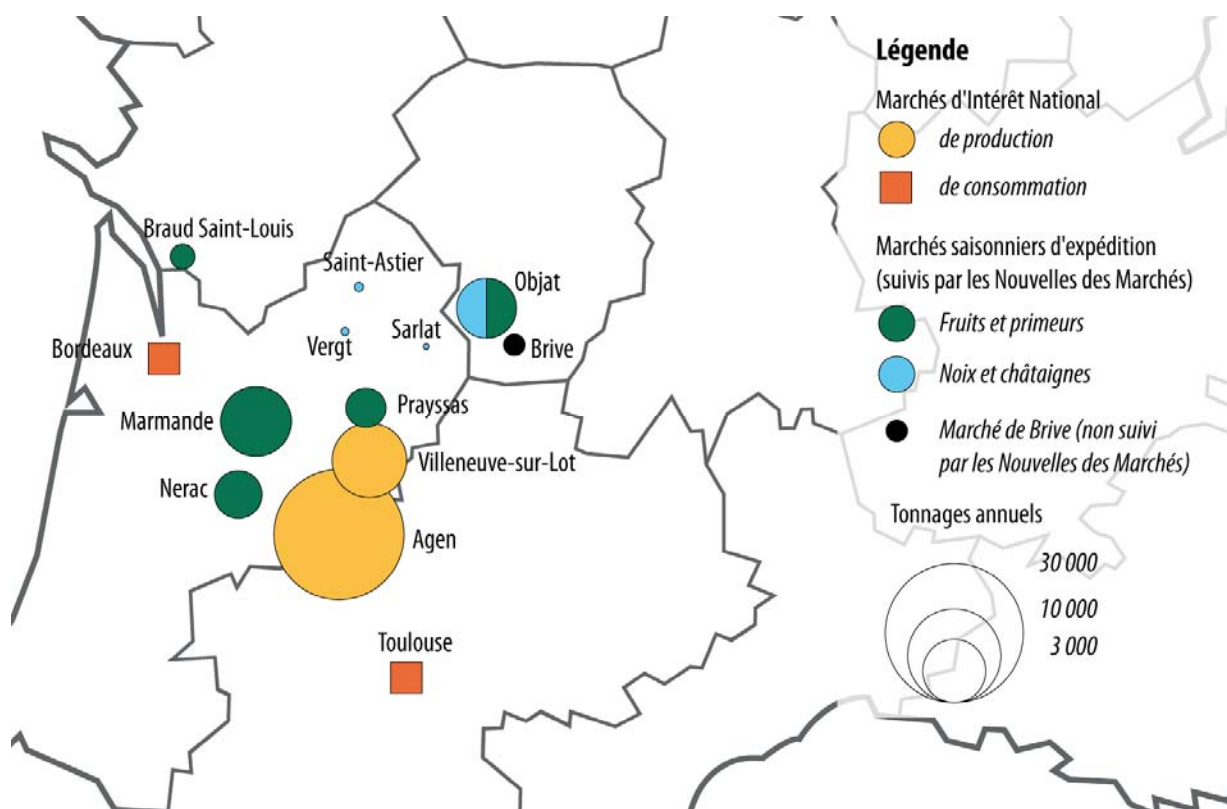 Légende
Marchés d'Intérêt National
de production
de consommation
Marchés saisonniers d'expédition
(suivis par les Nouvelles des Marchés)
Fruits et primeurs
Noix et châtaignes
Marché de Brive (non suivi
par les Nouvelles des Marchés)
Tonnages annuels
30 000
10 000
3 000
Braud Saint-Louis
Saint-Astier
Objat
Bordeaux
Vergt
Sarlat
Brive
Marmande
Prayssas
Villeneuve-sur-Lot
Nerac
Agen
Toulouse